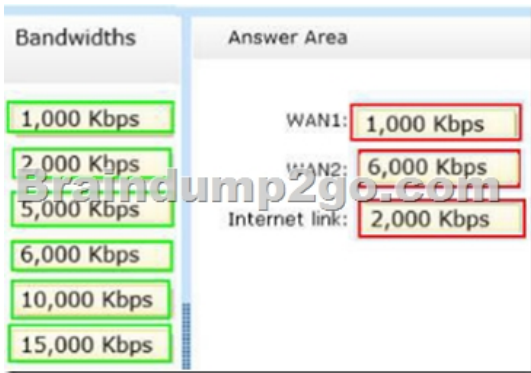 Bandwidths
1,000 Kbps
2,000 Kbps
5,000 Kbps
6,000 Kbps
10,000 Kbps
15,000 Kbps
Answer Area
WAN1: 1,000 Kbps
WAN2: 6,000 Kbps
Internet link: 2,000 Kbps
Braindump2go.com